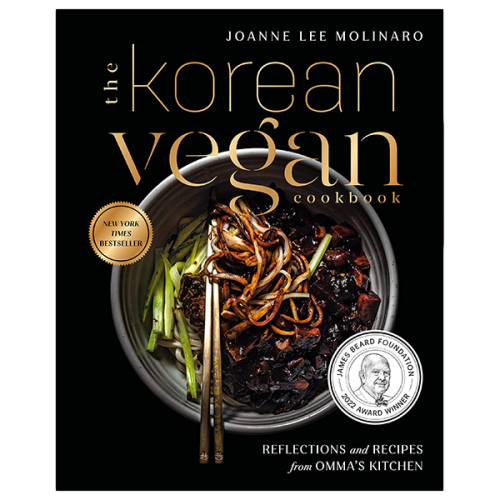 JOANNE LEE MOLINARO
the
korean
vegan
cookbook
NEW YORK
TIMES
BESTSELLER
JAMES BEARD FOUNDATION
2022 AWARD WINNER
REFLECTIONS and RECIPES
from OMMA'S KITCHEN